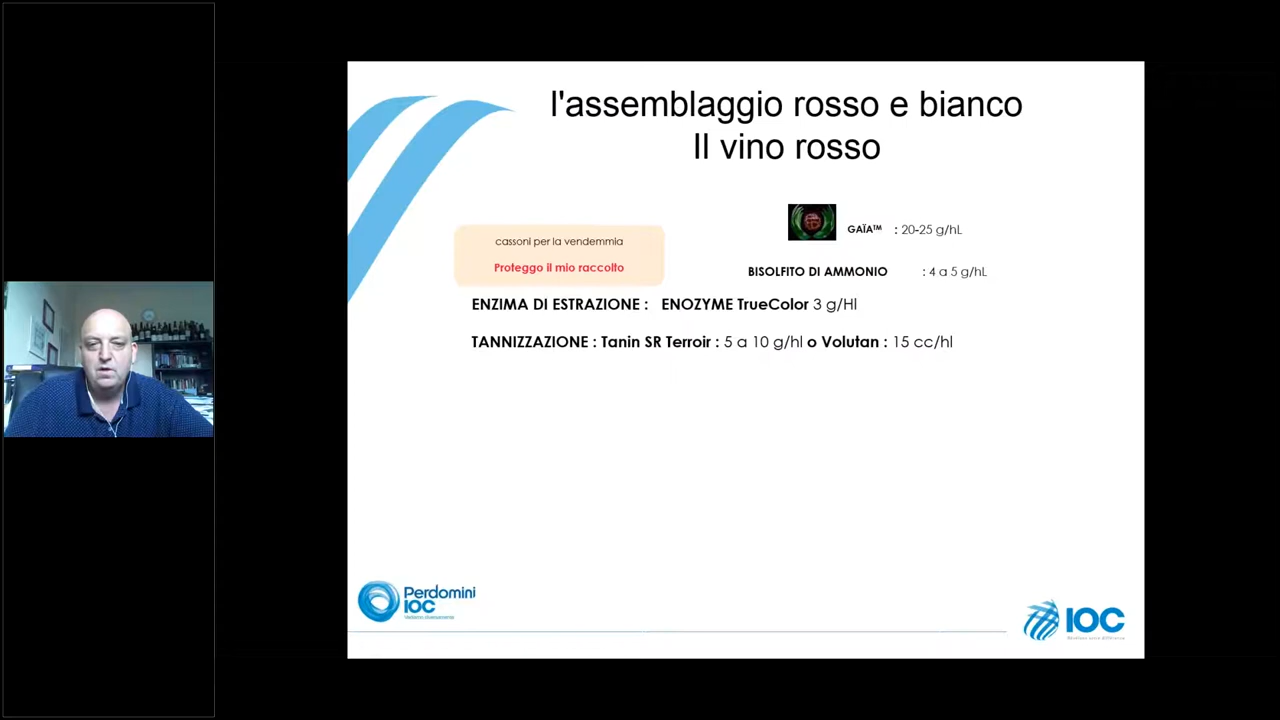 l'assemblaggio rosso e bianco
Il vino rosso
GAÏA™ : 20-25 g/hL
cassoni per la vendemmia
Proteggo il mio raccolto
BISOLFITO DI AMMONIO : 4 a 5 g/hL
ENZIMA DI ESTRAZIONE : ENOZYME TrueColor 3 g/Hl
TANNIZZAZIONE : Tanin SR Terroir : 5 a 10 g/hl o Volutan : 15 cc/hl
Perdomini
IOC
IOC